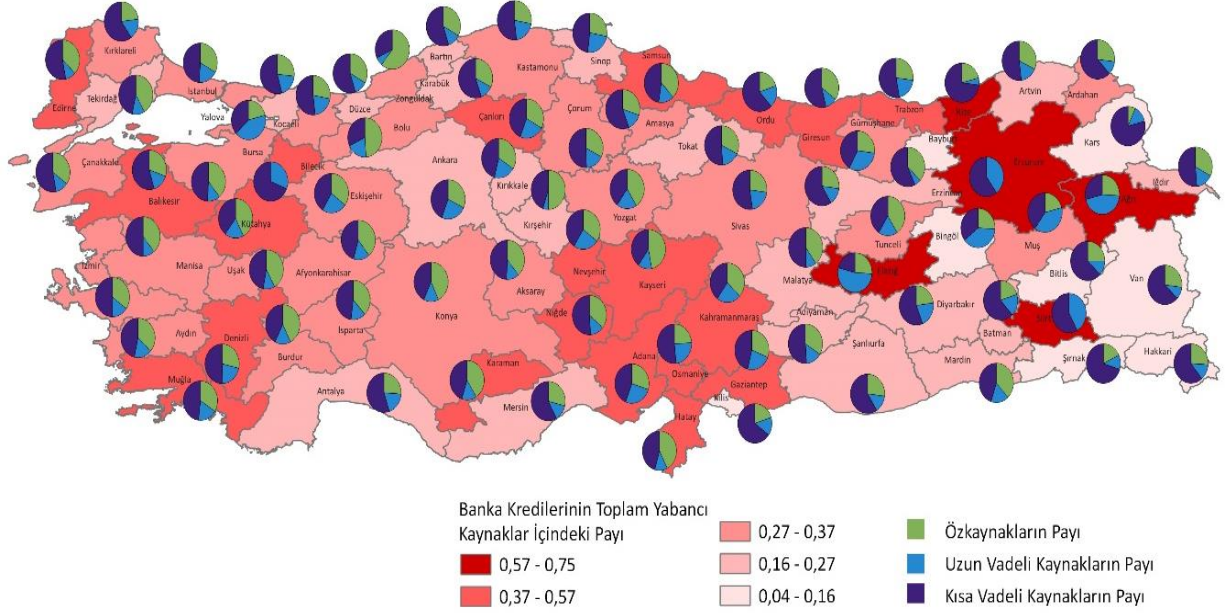 Kırklareli
Edirne
Tekirdağ
İstanbul
Yalova
Kocaeli
Düzce
Zonguldak
Bartın
Karabük
Kastamonu
Sinop
Samsun
Çankırı
Çorum
Amasya
Ordu
Giresun
Trabzon
Gümüşhane
Bayburt
Artvin
Ardahan
Kars
Iğdır
Çanakkale
Balıkesir
Bursa
Bilecik
Bolu
Ankara
Eskişehir
Kütahya
Kırıkkale
Kırşehir
Yozgat
Tokat
Sivas
Erzincan
Erzurum
Tunceli
Bingöl
Muş
Bitlis
Van
İzmir
Manisa
Uşak
Afyonkarahisar
Aksaray
Nevşehir
Kayseri
Malatya
Diyarbakır
Batman
Siirt
Şırnak
Hakkari
Aydın
Denizli
Isparta
Burdur
Konya
Niğde
Kahramanmaraş
Adıyaman
Şanlıurfa
Mardin
Muğla
Antalya
Karaman
Mersin
Adana
Osmaniye
Gaziantep
Kilis
Hatay
Banka Kredilerinin Toplam Yabancı
Kaynaklar İçindeki Payı
0,57 - 0,75
0,37 - 0,57
0,27 - 0,37
0,16 - 0,27
0,04 - 0,16
Özkaynakların Payı
Uzun Vadeli Kaynakların Payı
Kısa Vadeli Kaynakların Payı